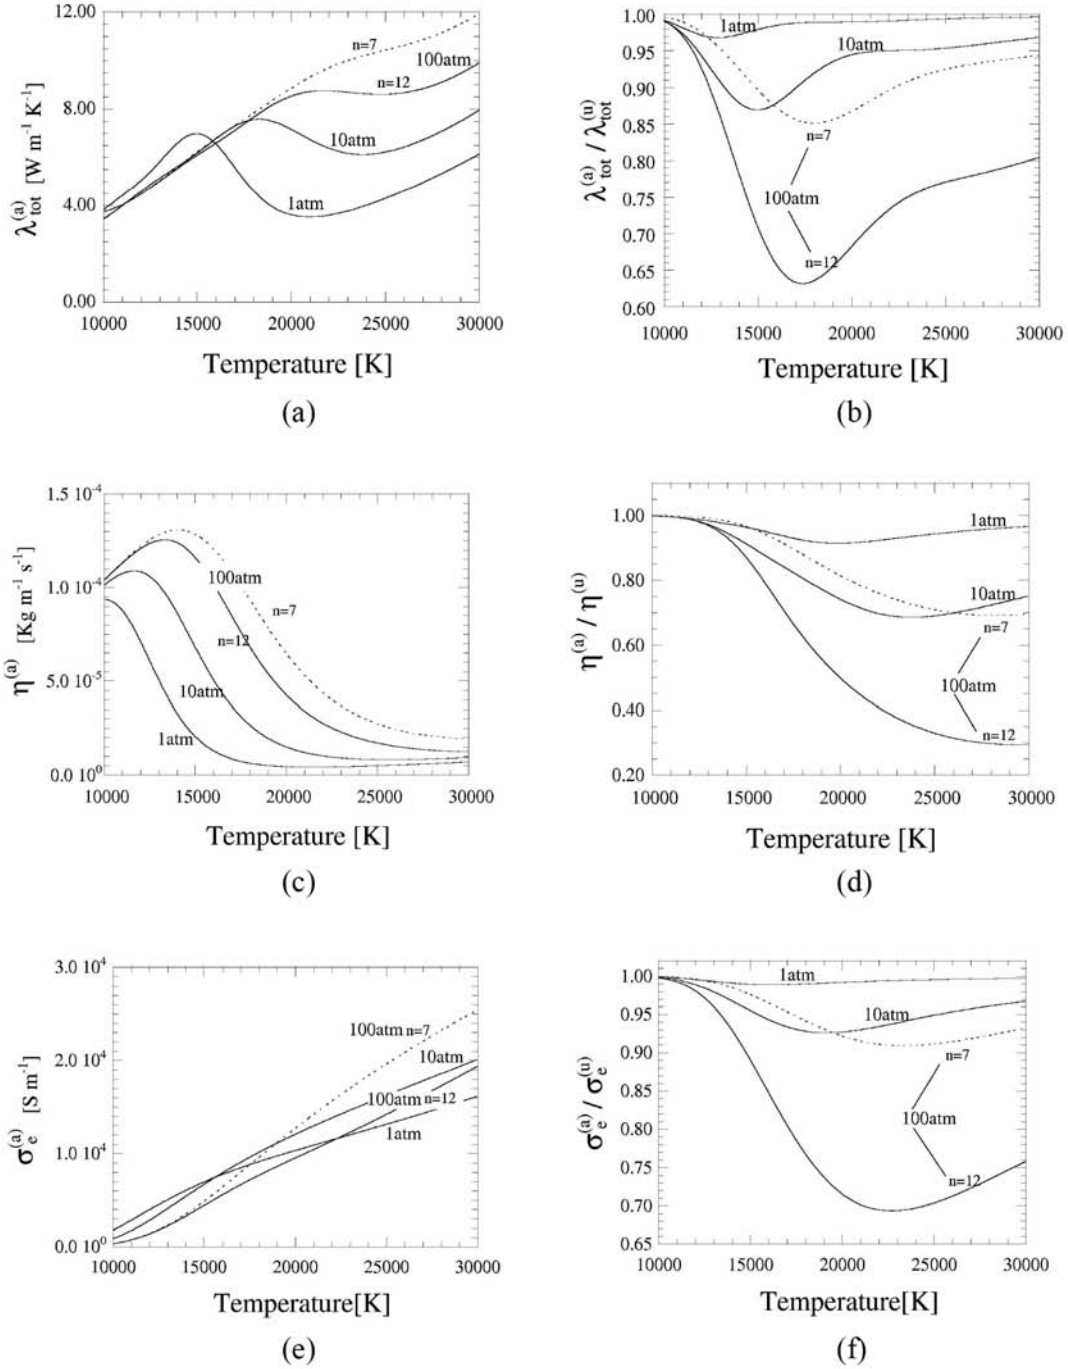 12.00
8.00
4.00
0.00
λ(a)tot [W m-1 K-1]
n=7
100atm
n=12
10atm
1atm
10000 15000 20000 25000 30000
Temperature [K]
(a)
1.00
0.95
0.90
0.85
0.80
0.75
0.70
0.65
0.60
λ(a)tot / λ(u)tot
1atm
10atm
n=7
100atm
n=12
10000 15000 20000 25000 30000
Temperature [K]
(b)
1.5 10-4
1.0 10-4
5.0 10-5
0.0 100
η(a) [Kg m-1 s-1]
100atm
n=7
n=12
10atm
1atm
10000 15000 20000 25000 30000
Temperature [K]
(c)
1.00
0.80
0.60
0.40
0.20
η(a) / η(u)
1atm
10atm
n=7
100atm
n=12
10000 15000 20000 25000 30000
Temperature [K]
(d)
3.0 104
2.0 104
1.0 104
0.0 100
σe(a) [S m-1]
100atm n=7
10atm
100atm n=12
1atm
10000 15000 20000 25000 30000
Temperature[K]
(e)
1.00
0.95
0.90
0.85
0.80
0.75
0.70
0.65
σe(a) / σe(u)
1atm
10atm
n=7
100atm
n=12
10000 15000 20000 25000 30000
Temperature[K]
(f)